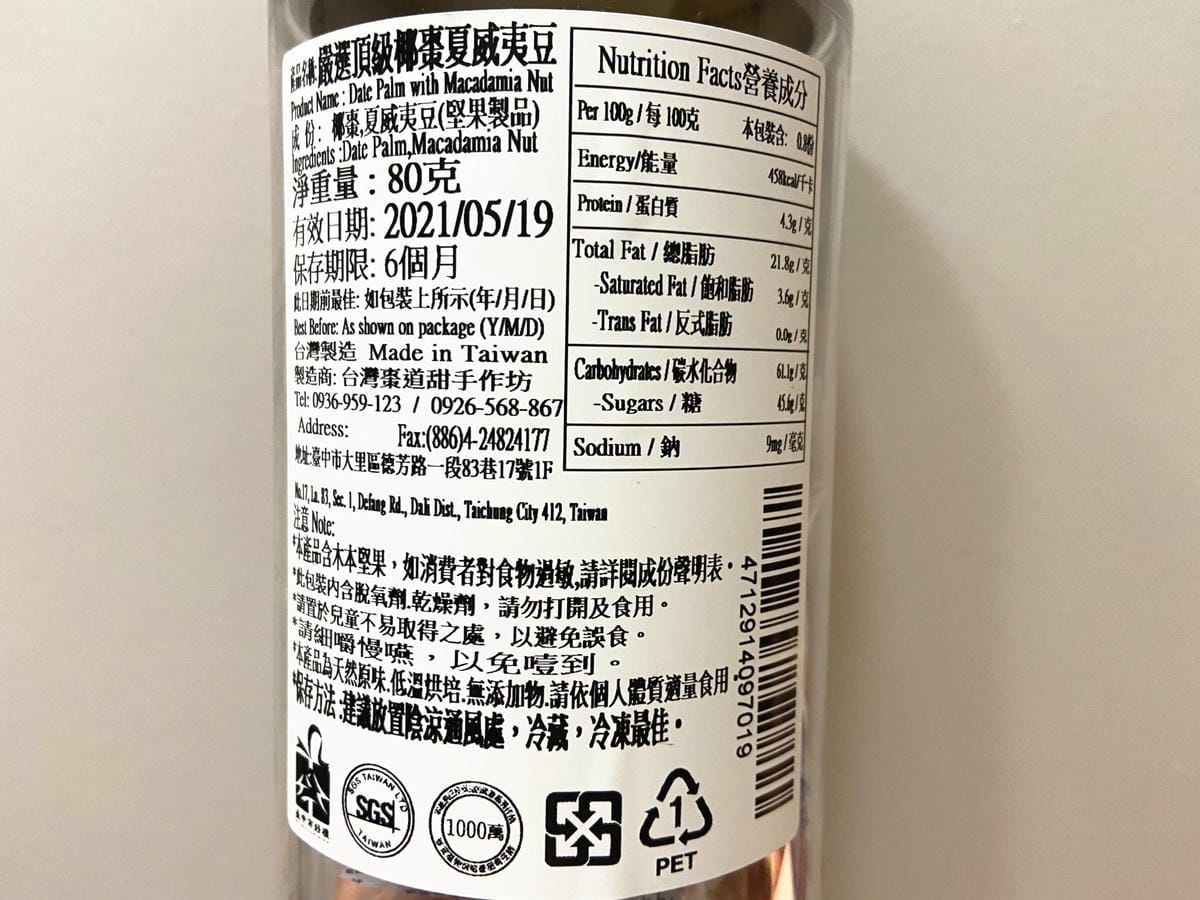 產品名稱:嚴選頂級椰棗夏威夷豆
Product Name : Date Palm with Macadamia Nut
成 份: 椰棗,夏威夷豆(堅果製品)
Ingredients :Date Palm,Macadamia Nut
淨重量 : 80克
有效日期: 2021/05/19
保存期限: 6個月
此日期前最佳: 如包裝上所示(年/月/日)
Best Before: As shown on package (Y/M/D)
台灣製造 Made in Taiwan
製造商: 台灣棗道甜手作坊
Tel: 0936-959-123 / 0926-568-867
Address: Fax:(886)4-24824177
地址:臺中市大里區德芳路一段83巷17號1F
No.17, Ln. 83, Sec. 1, Defang Rd., Dali Dist., Taichung City 412, Taiwan
注意 Note:
*本產品含木本堅果,如消費者對食物過敏,請詳閱成份聲明表。
*此包裝內含脫氧劑.乾燥劑,請勿打開及食用。
*請置於兒童不易取得之處,以避免誤食。
*請細嚼慢嚥,以免噎到。
*本產品為天然原味.低溫烘培.無添加物.請依個人體質適量食用.
*保存方法:建議放置陰涼通風處,冷藏,冷凍最佳。
Nutrition Facts營養成分
Per 100g / 每 100克 本包裝含: 0.8份
Energy/能量 458kcal/千卡
Protein / 蛋白質 4.3g / 克
Total Fat / 總脂肪 21.8g / 克
-Saturated Fat / 飽和脂肪 3.6g / 克
-Trans Fat / 反式脂肪 0.0g / 克
Carbohydrates / 碳水化合物 61.1g / 克
-Sugars / 糖 45.6g / 克
Sodium / 鈉 9mg / 毫克
4712914097019
SGS TAIWAN LTD
SGS
TAIWAN
1000萬
1
PET